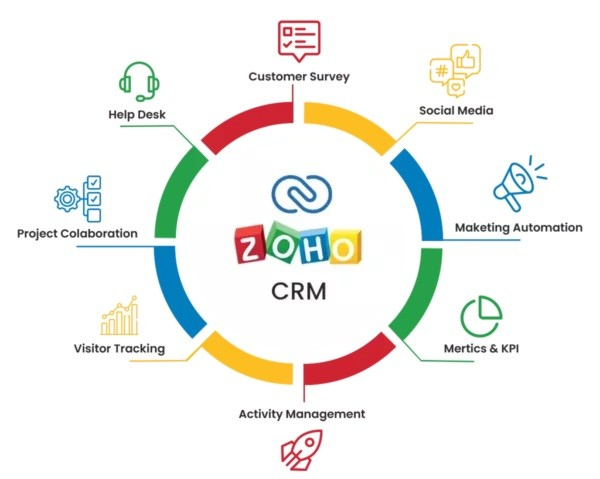 Customer Survey
Social Media
#
Help Desk
Maketing Automation
Project Colaboration
ZOHO
CRM
Visitor Tracking
Mertics & KPI
Activity Management